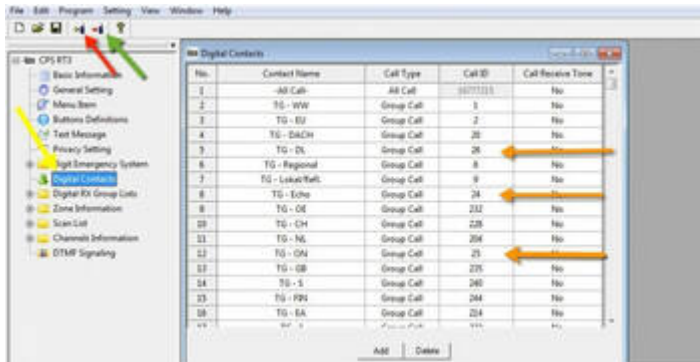 File Edit Program Setting View Window Help
CPS RT3
Basic Information
General Setting
Menu Item
Buttons Definitions
Text Message
Privacy Setting
Digit Emergency System
Digital Contacts
Digital RX Group Lists
Zone Information
Scan List
Channels Information
DTMF Signaling
Digital Contacts
No. Contact Name Call Type Call ID Call Receive Tone
1 -All Call- All Call 16777215 No
2 TG - WW Group Call 1 No
3 TG - EU Group Call 2 No
4 TG - DACH Group Call 20 No
5 TG - DL Group Call 26 No
6 TG - Regional Group Call 8 No
7 TG - Lokal/Refl. Group Call 9 No
8 TG - Echo Group Call 24 No
9 TG - OE Group Call 232 No
10 TG - CH Group Call 228 No
11 TG - NL Group Call 204 No
12 TG - ON Group Call 25 No
13 TG - GB Group Call 235 No
14 TG - S Group Call 240 No
15 TG - FIN Group Call 244 No
16 TG - EA Group Call 214 No
Add Delete